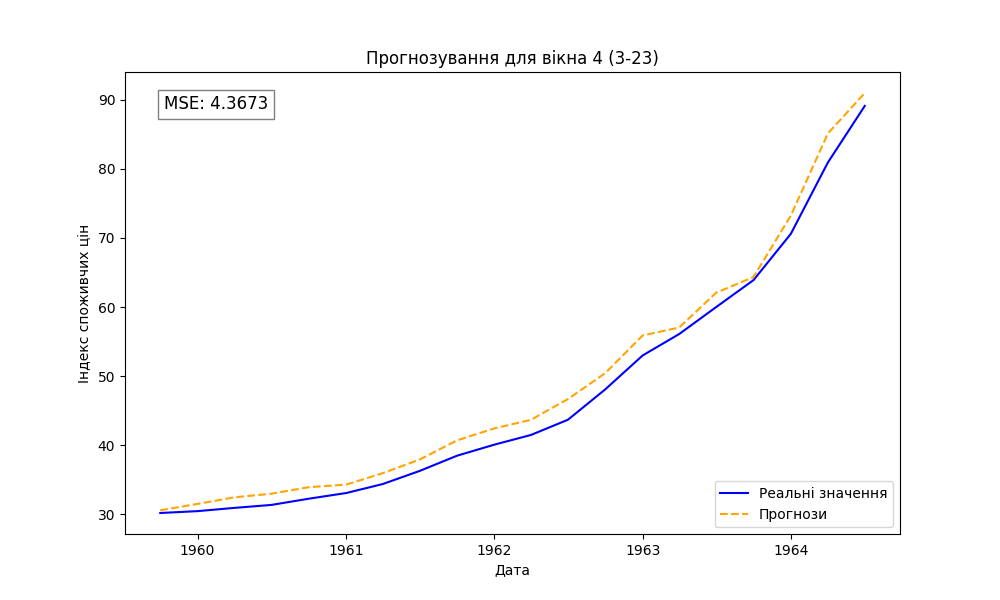 Прогнозування для вікна 4 (3-23)
MSE: 4.3673
90
80
70
60
50
40
30
Індекс споживчих цін
1960 1961 1962 1963 1964
Дата
Реальні значення
Прогнози